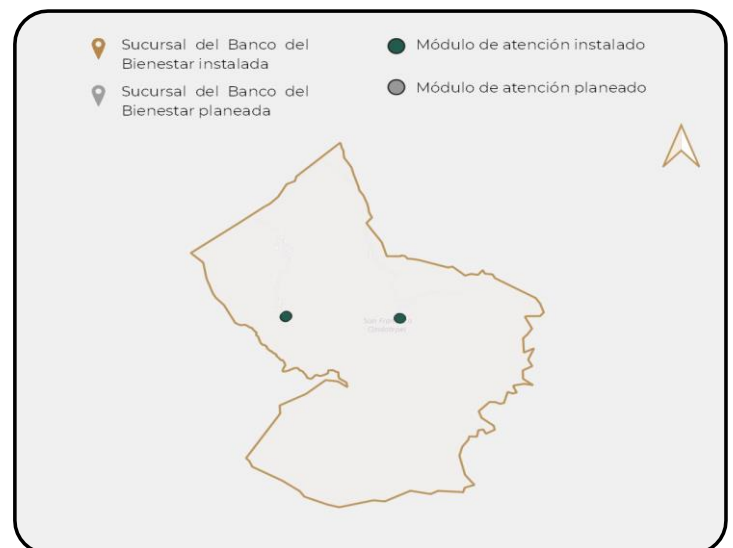 Sucursal del Banco del
Bienestar instalada
Sucursal del Banco del
Bienestar planeada
Módulo de atención instalado
Módulo de atención planeado
San